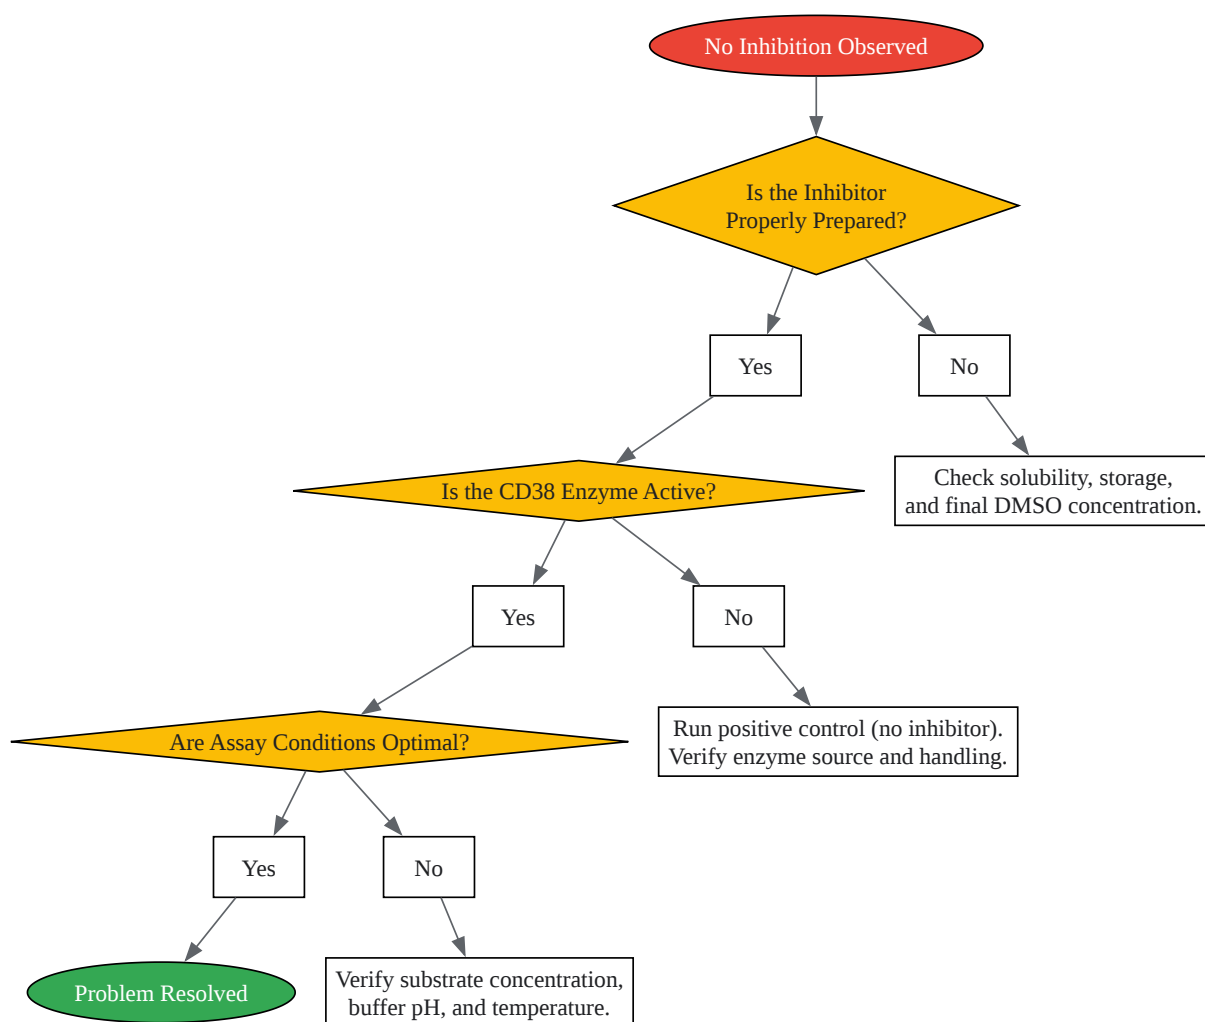 No Inhibition Observed
Is the Inhibitor
Properly Prepared?
Yes
No
Is the CD38 Enzyme Active?
Check solubility, storage,
and final DMSO concentration.
Yes
No
Are Assay Conditions Optimal?
Run positive control (no inhibitor).
Verify enzyme source and handling.
Yes
No
Problem Resolved
Verify substrate concentration,
buffer pH, and temperature.